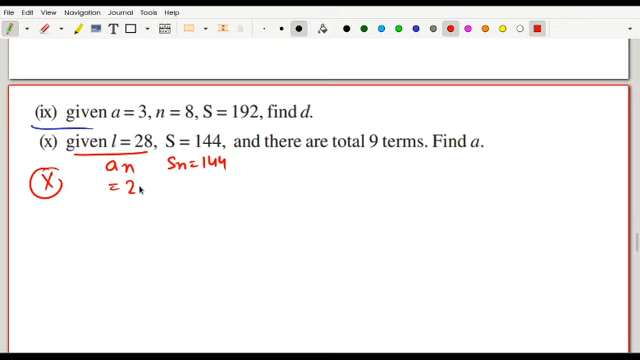 File Edit View Journal Tools Options Help
(ix) given a = 3, n = 8, S = 192, find d.
(x) given l = 28, S = 144, and there are total 9 terms. Find a.
an Sn = 144
X = 2